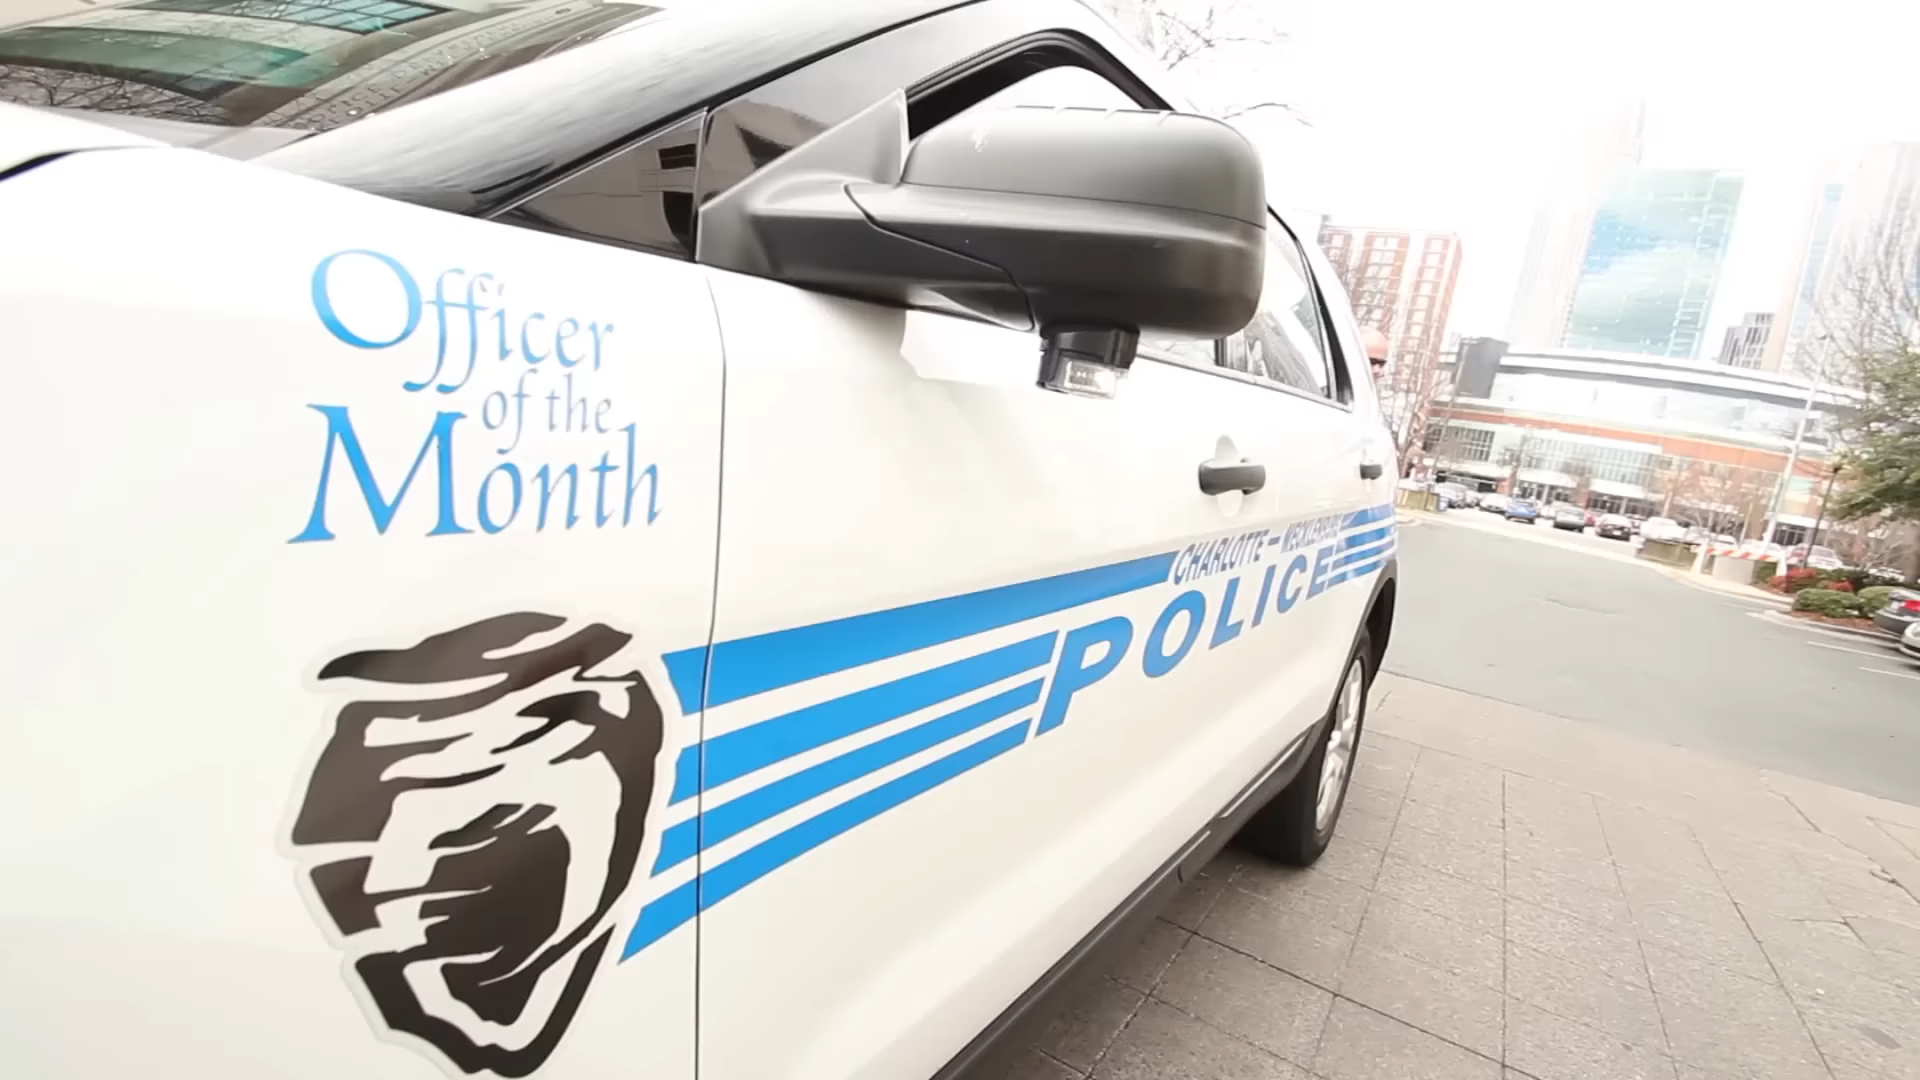 Officer
of the
Month
CHARLOTTE – MECKLENBURG
POLICE